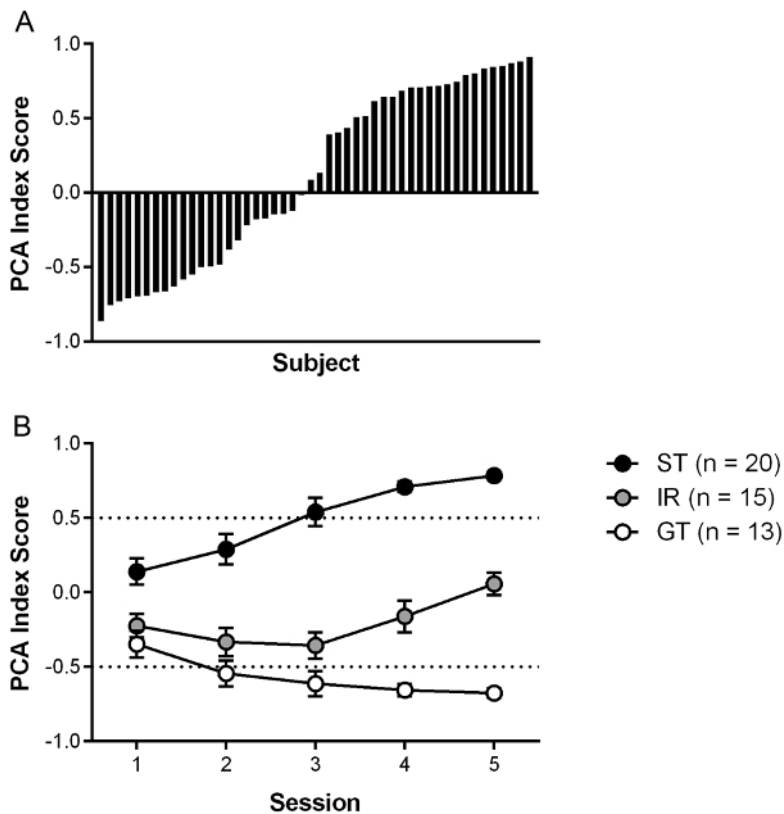 A
1.0
0.5
0.0
-0.5
-1.0
PCA Index Score
Subject
B
1.0
0.5
0.0
-0.5
-1.0
PCA Index Score
1 2 3 4 5
Session
ST (n = 20)
IR (n = 15)
GT (n = 13)